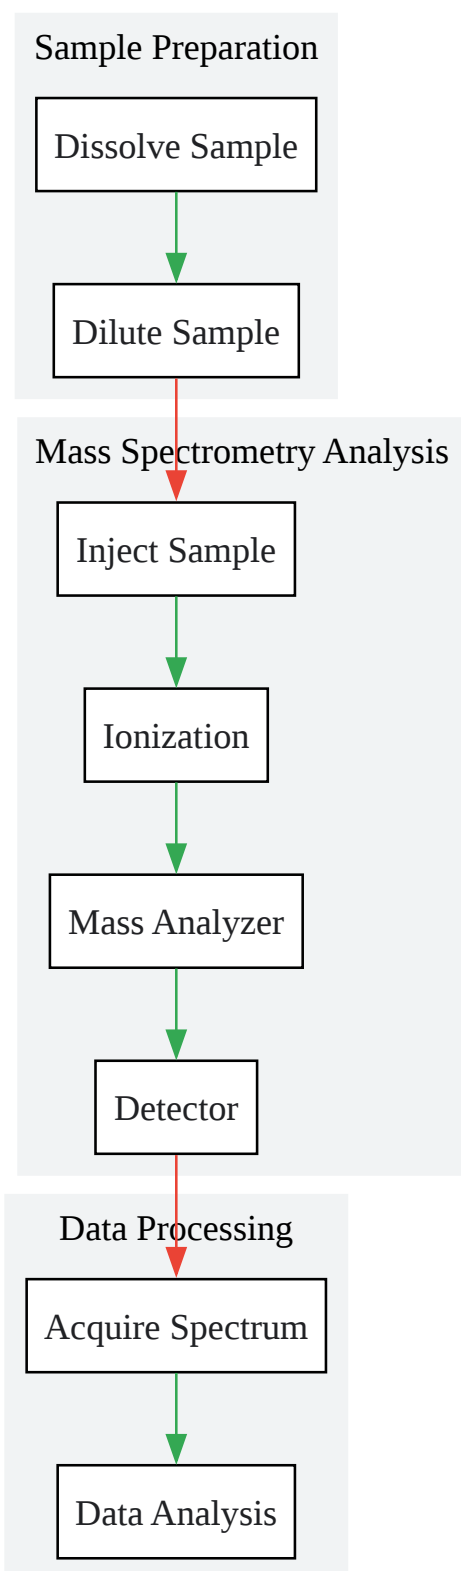 Sample Preparation
Dissolve Sample
Dilute Sample
Mass Spectrometry Analysis
Inject Sample
Ionization
Mass Analyzer
Detector
Data Processing
Acquire Spectrum
Data Analysis